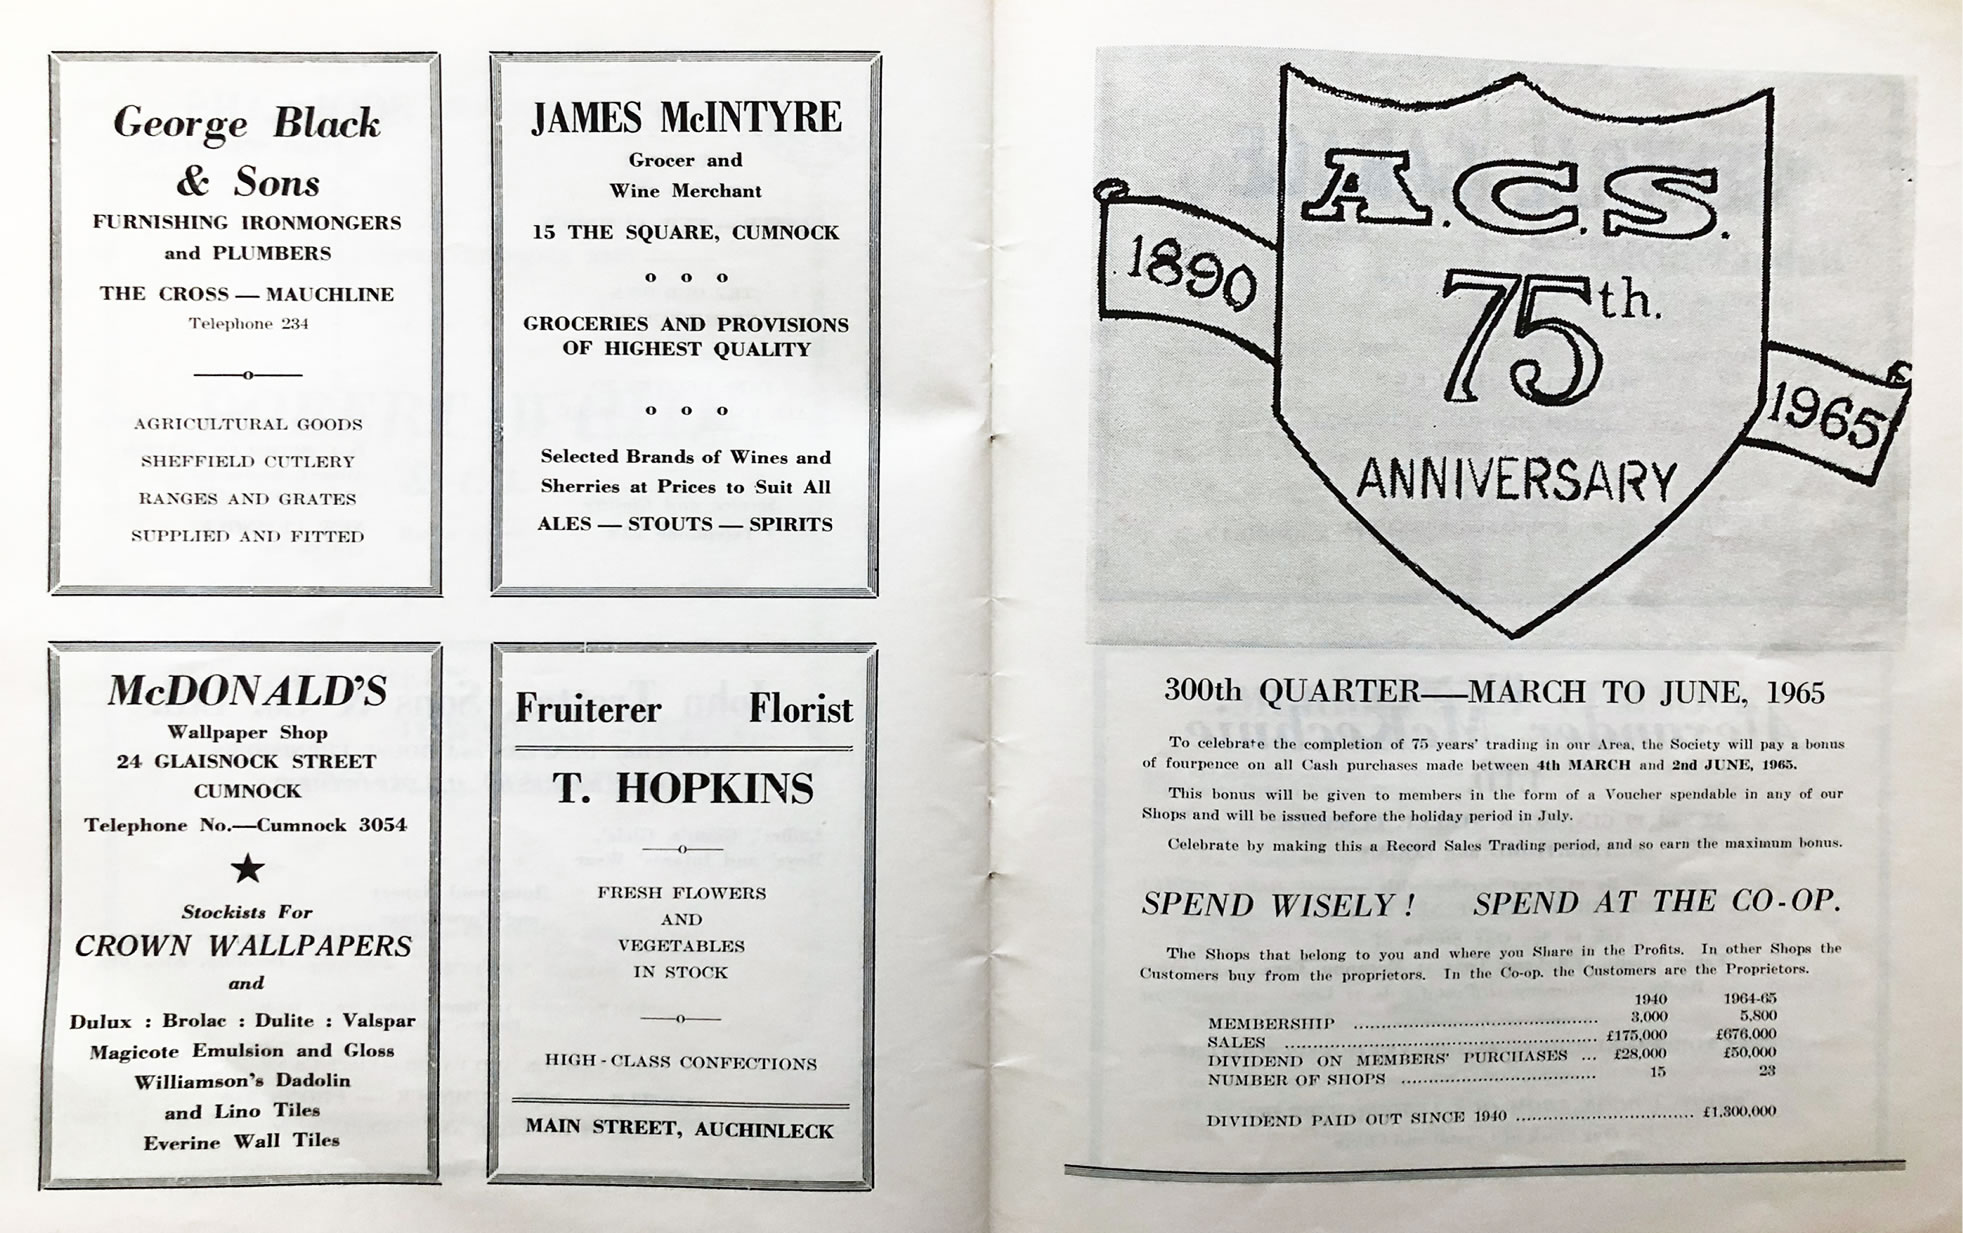 George Black
& Sons
FURNISHING IRONMONGERS
and PLUMBERS
THE CROSS — MAUCHLINE
Telephone 234
AGRICULTURAL GOODS
SHEFFIELD CUTLERY
RANGES AND GRATES
SUPPLIED AND FITTED
JAMES McINTYRE
Grocer and
Wine Merchant
15 THE SQUARE, CUMNOCK
o o o
GROCERIES AND PROVISIONS
OF HIGHEST QUALITY
o o o
Selected Brands of Wines and
Sherries at Prices to Suit All
ALES — STOUTS — SPIRITS
McDONALD'S
Wallpaper Shop
24 GLAISNOCK STREET
CUMNOCK
Telephone No.—Cumnock 3054
★
Stockists For
CROWN WALLPAPERS
and
Dulux : Brolac : Dulite : Valspar
Magicote Emulsion and Gloss
Williamson's Dadolin
and Lino Tiles
Everine Wall Tiles
Fruiterer Florist
T. HOPKINS
FRESH FLOWERS
AND
VEGETABLES
IN STOCK
HIGH-CLASS CONFECTIONS
MAIN STREET, AUCHINLECK
A.C.S.
1890
75th.
1965
ANNIVERSARY
300th QUARTER—MARCH TO JUNE, 1965
To celebrate the completion of 75 years' trading in our Area, the Society will pay a bonus
of fourpence on all Cash purchases made between 4th MARCH and 2nd JUNE, 1965.
This bonus will be given to members in the form of a Voucher spendable in any of our
Shops and will be issued before the holiday period in July.
Celebrate by making this a Record Sales Trading period, and so earn the maximum bonus.
SPEND WISELY! SPEND AT THE CO-OP.
The Shops that belong to you and where you Share in the Profits. In other Shops the
Customers buy from the proprietors. In the Co-op. the Customers are the Proprietors.
1940 1964-65
MEMBERSHIP ........ 3,000 5,800
SALES ........ £175,000 £676,000
DIVIDEND ON MEMBERS' PURCHASES ... £28,000 £50,000
NUMBER OF SHOPS ........ 15 23
DIVIDEND PAID OUT SINCE 1940 ........ £1,300,000